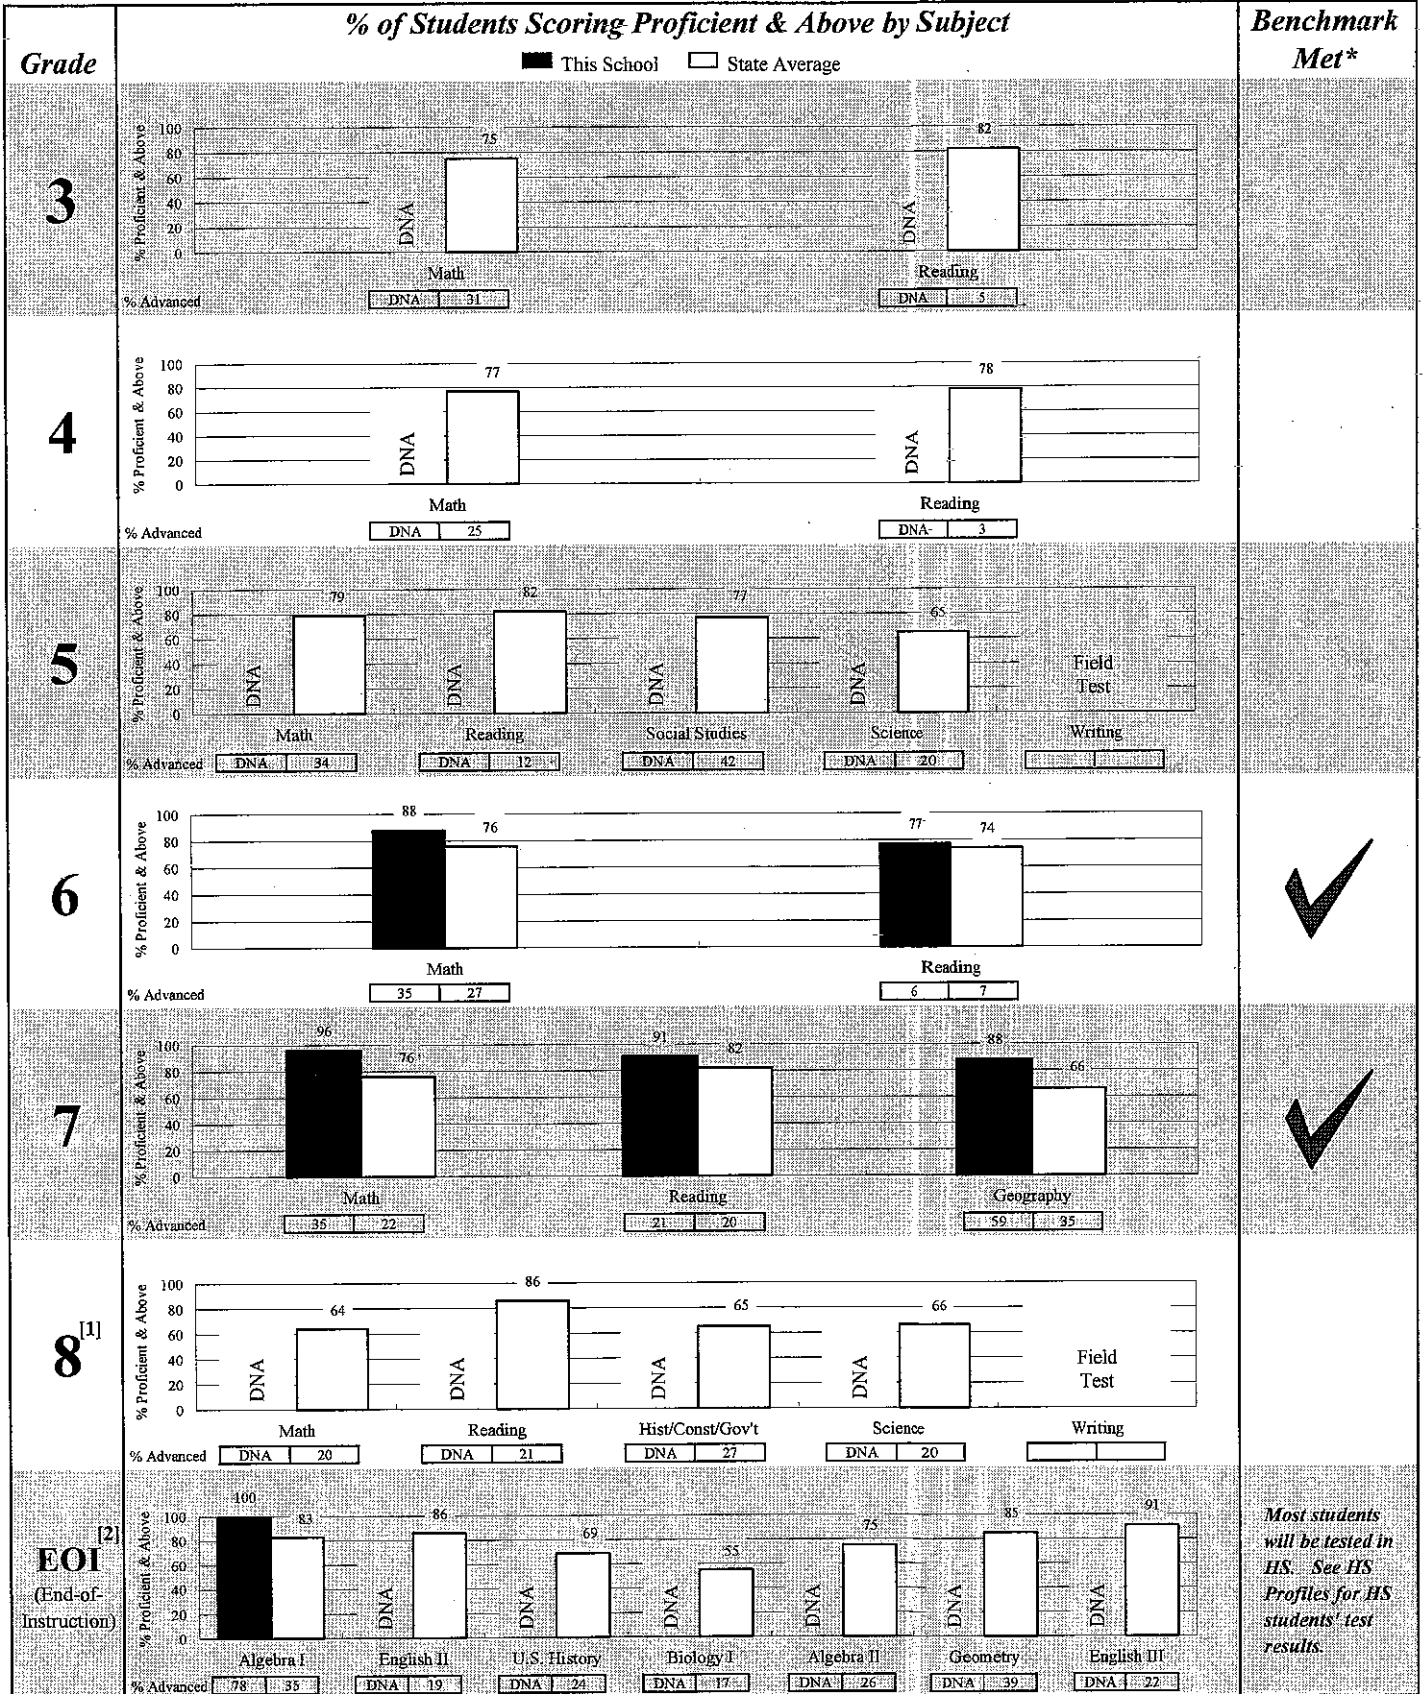 % of Students Scoring Proficient & Above by Subject
Benchmark
Met*
Grade
This School State Average
3
% Proficient & Above
100
80
60
40
20
0
DNA 75
DNA 82
Math Reading
% Advanced DNA 31 DNA 5
4
% Proficient & Above
100
80
60
40
20
0
DNA 77
DNA 78
Math Reading
% Advanced DNA 25 DNA 3
5
% Proficient & Above
100
80
60
40
20
0
DNA 79
DNA 82
DNA 77
DNA 65
Field
Test
Math Reading Social Studies Science Writing
% Advanced DNA 34 DNA 12 DNA 42 DNA 20
6
% Proficient & Above
100
80
60
40
20
0
88 76
77 74
Math Reading
% Advanced 35 27 6 7
7
% Proficient & Above
100
80
60
40
20
0
96 76
91 82
88 66
Math Reading Geography
% Advanced 35 22 21 20 59 35
8[1]
% Proficient & Above
100
80
60
40
20
0
DNA 64
DNA 86
DNA 65
DNA 66
Field
Test
Math Reading Hist/Const/Gov't Science Writing
% Advanced DNA 20 DNA 21 DNA 27 DNA 20
EOI[2]
(End-of-
Instruction)
% Proficient & Above
100
80
60
40
20
0
100 83
DNA 86
DNA 69
DNA 55
DNA 75
DNA 85
DNA 91
Algebra I English II U.S. History Biology I Algebra II Geometry English III
% Advanced 78 35 DNA 19 DNA 24 DNA 17 DNA 26 DNA 39 DNA 22
Most students
will be tested in
HS. See HS
Profiles for HS
students' test
results.